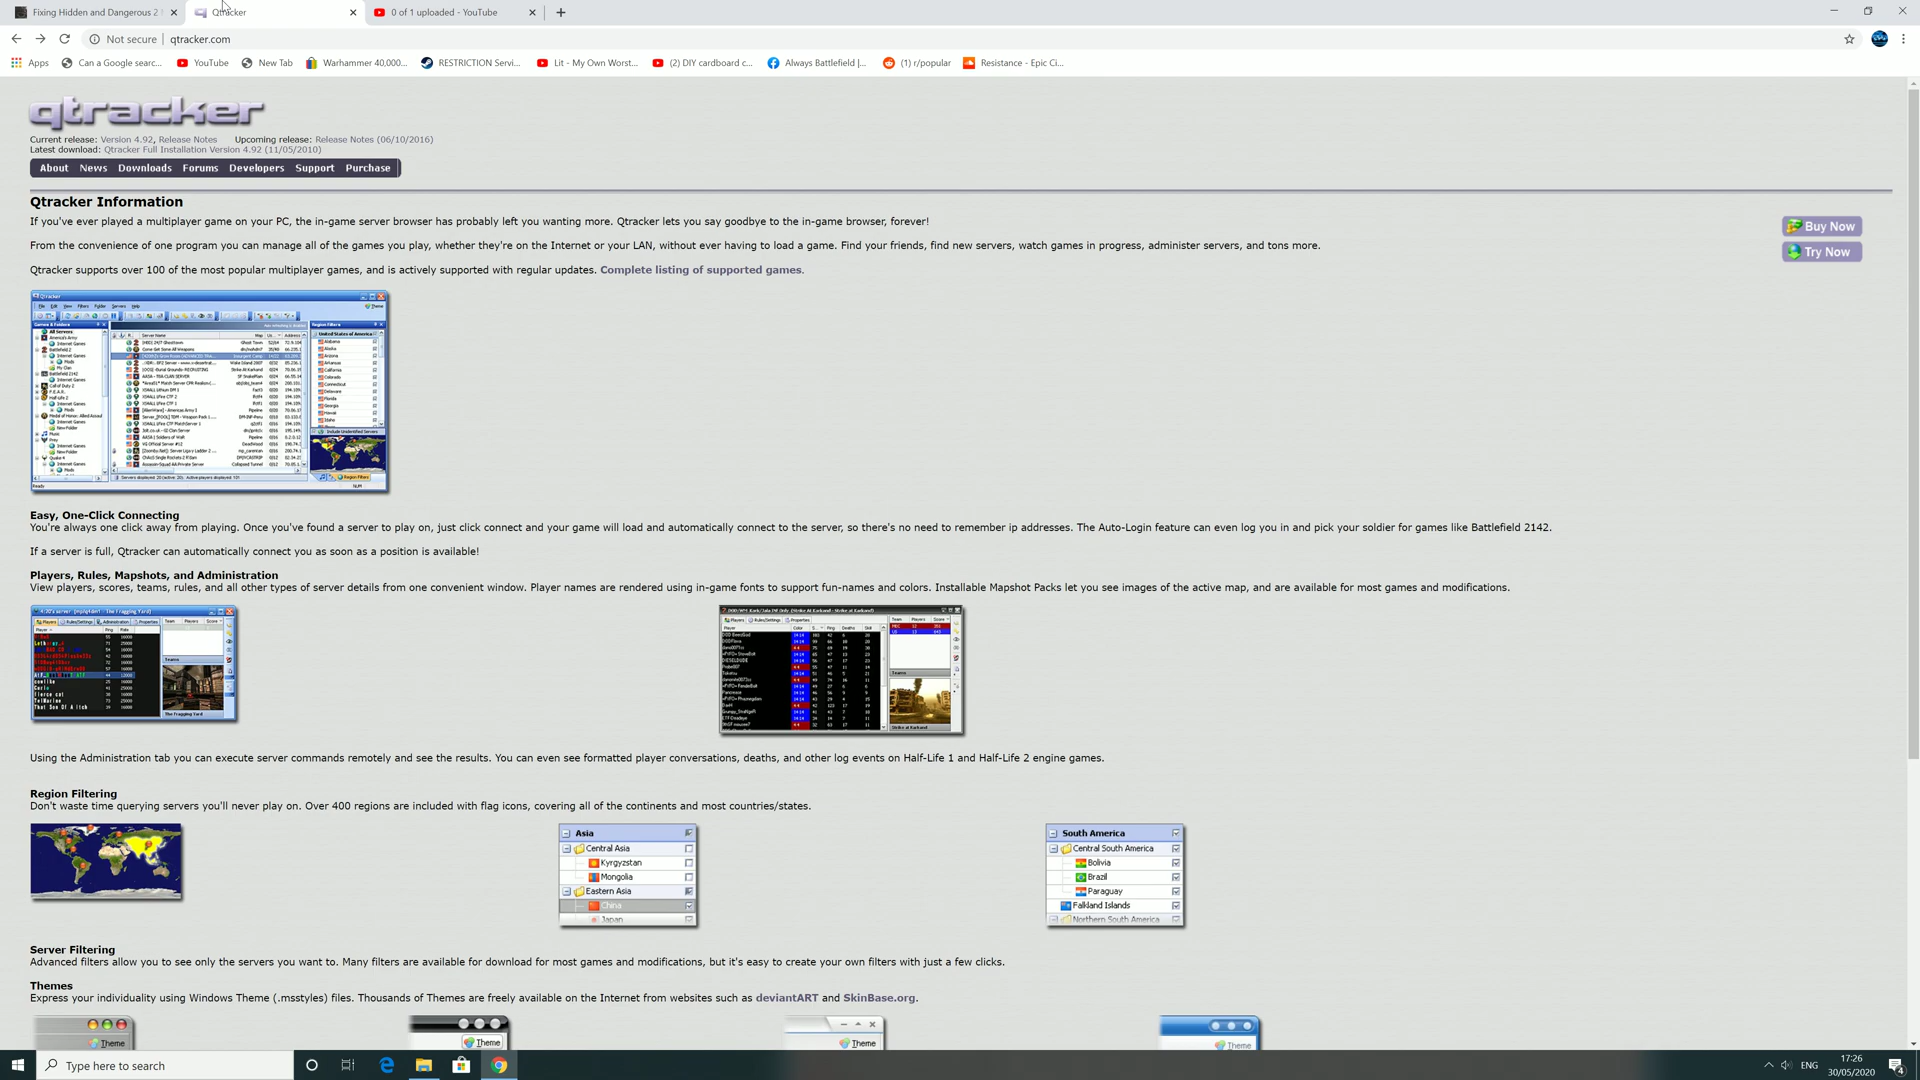 Fixing Hidden and Dangerous 2
Qtracker
0 of 1 uploaded - YouTube
Not secure
qtracker.com
Apps
Can a Google searc...
YouTube
New Tab
Warhammer 40,000...
RESTRICTION Servi...
Lit - My Own Worst...
(2) DIY cardboard c...
Always Battlefield |...
(1) r/popular
Resistance - Epic Ci...
qtracker
Current release: Version 4.92, Release Notes Upcoming release: Release Notes (06/10/2016)
Latest download: Qtracker Full Installation Version 4.92 (11/05/2010)
About News Downloads Forums Developers Support Purchase
Qtracker Information
If you've ever played a multiplayer game on your PC, the in-game server browser has probably left you wanting more. Qtracker lets you say goodbye to the in-game browser, forever!
Buy Now
From the convenience of one program you can manage all of the games you play, whether they're on the Internet or your LAN, without ever having to load a game. Find your friends, find new servers, watch games in progress, administer servers, and tons more.
Try Now
Qtracker supports over 100 of the most popular multiplayer games, and is actively supported with regular updates. Complete listing of supported games.
Easy, One-Click Connecting
You're always one click away from playing. Once you've found a server to play on, just click connect and your game will load and automatically connect to the server, so there's no need to remember ip addresses. The Auto-Login feature can even log you in and pick your soldier for games like Battlefield 2142.
If a server is full, Qtracker can automatically connect you as soon as a position is available!
Players, Rules, Mapshots, and Administration
View players, scores, teams, rules, and all other types of server details from one convenient window. Player names are rendered using in-game fonts to support fun-names and colors. Installable Mapshot Packs let you see images of the active map, and are available for most games and modifications.
Using the Administration tab you can execute server commands remotely and see the results. You can even see formatted player conversations, deaths, and other log events on Half-Life 1 and Half-Life 2 engine games.
Region Filtering
Don't waste time querying servers you'll never play on. Over 400 regions are included with flag icons, covering all of the continents and most countries/states.
Asia
Central Asia
Kyrgyzstan
Mongolia
Eastern Asia
China
Japan
South America
Central South America
Bolivia
Brazil
Paraguay
Falkland Islands
Northern South America
Server Filtering
Advanced filters allow you to see only the servers you want to. Many filters are available for download for most games and modifications, but it's easy to create your own filters with just a few clicks.
Themes
Express your individuality using Windows Theme (.msstyles) files. Thousands of Themes are freely available on the Internet from websites such as deviantART and SkinBase.org.
Theme
Theme
Theme
Theme
Type here to search
ENG
17:26
30/05/2020
4